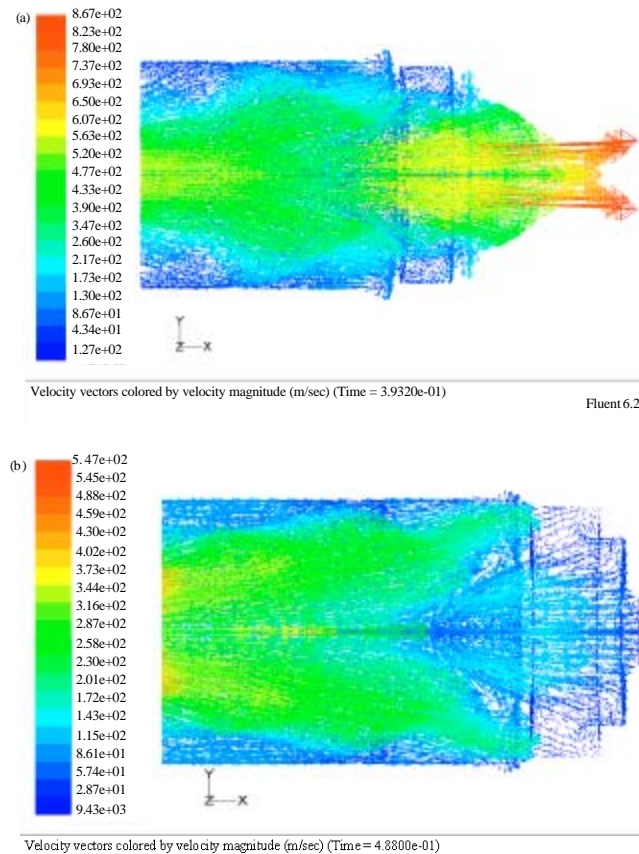 (a)
8.67e+02
8.23e+02
7.80e+02
7.37e+02
6.93e+02
6.50e+02
6.07e+02
5.63e+02
5.20e+02
4.77e+02
4.33e+02
3.90e+02
3.47e+02
2.60e+02
2.17e+02
1.73e+02
1.30e+02
8.67e+01
4.34e+01
1.27e+02
Y
Z X
Velocity vectors colored by velocity magnitude (m/sec) (Time = 3.9320e-01)
Fluent 6.2
(b)
5.47e+02
5.45e+02
4.88e+02
4.59e+02
4.30e+02
4.02e+02
3.73e+02
3.44e+02
3.16e+02
2.87e+02
2.58e+02
2.30e+02
2.01e+02
1.72e+02
1.43e+02
1.15e+02
8.61e+01
5.74e+01
2.87e+01
9.43e+03
Y
Z X
Velocity vectors colored by velocity magnitude (m/sec) (Time = 4.8800e-01)